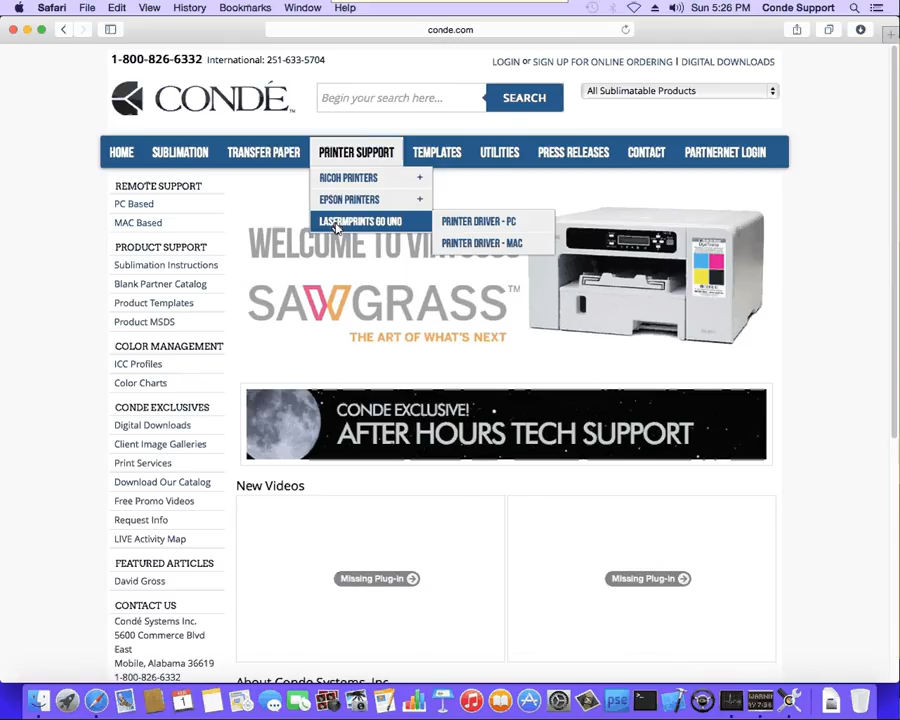 Safari File Edit View History Bookmarks Window Help
Sun 5:26 PM Conde Support
conde.com
1-800-826-6332 International: 251-633-5704
LOGIN or SIGN UP FOR ONLINE ORDERING | DIGITAL DOWNLOADS
CONDÉ™
Begin your search here...
SEARCH
All Sublimatable Products
HOME SUBLIMATION TRANSFER PAPER PRINTER SUPPORT TEMPLATES UTILITIES PRESS RELEASES CONTACT PARTNERNET LOGIN
RICOH PRINTERS +
EPSON PRINTERS +
LASERMPRINTS GO UNO
PRINTER DRIVER - PC
PRINTER DRIVER - MAC
REMOTE SUPPORT
PC Based
MAC Based
PRODUCT SUPPORT
Sublimation Instructions
Blank Partner Catalog
Product Templates
Product MSDS
COLOR MANAGEMENT
ICC Profiles
Color Charts
CONDE EXCLUSIVES
Digital Downloads
Client Image Galleries
Print Services
Download Our Catalog
Free Promo Videos
Request Info
LIVE Activity Map
FEATURED ARTICLES
David Gross
CONTACT US
Condé Systems Inc.
5600 Commerce Blvd
East
Mobile, Alabama 36619
1-800-826-6332
WELCOME TO
SAWGRASS™
THE ART OF WHAT'S NEXT
CONDE EXCLUSIVE!
AFTER HOURS TECH SUPPORT
New Videos
Missing Plug-in
Missing Plug-in
About Conde Systems, Inc.